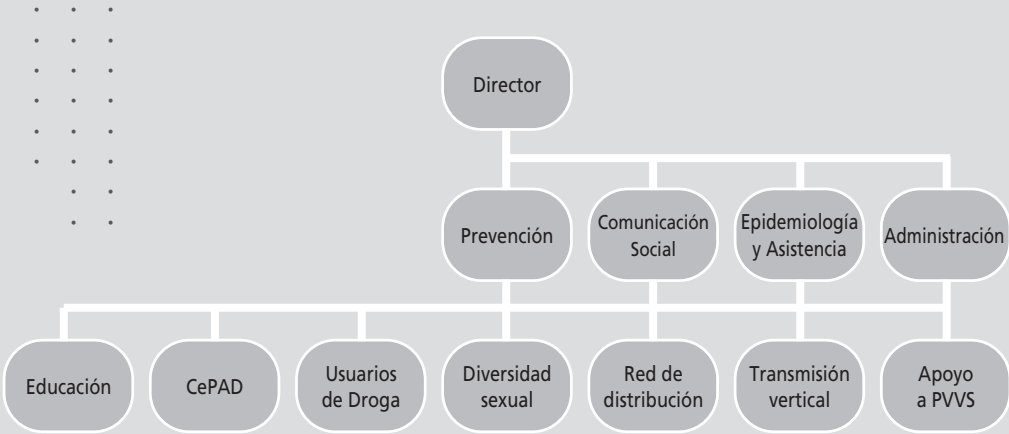 Director
Prevención
Comunicación
Social
Epidemiología
y Asistencia
Administración
Educación
CePAD
Usuarios
de Droga
Diversidad
sexual
Red de
distribución
Transmisión
vertical
Apoyo
a PVVS